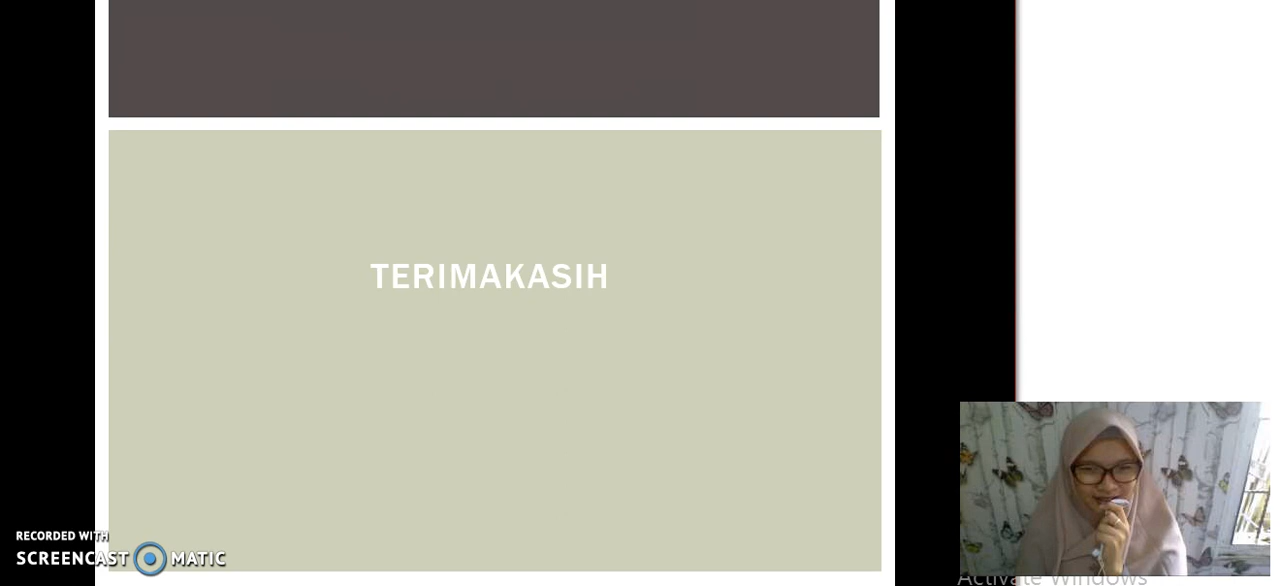 TERIMAKASIH
RECORDED WITH
SCREENCAST MATIC
Activate Windows